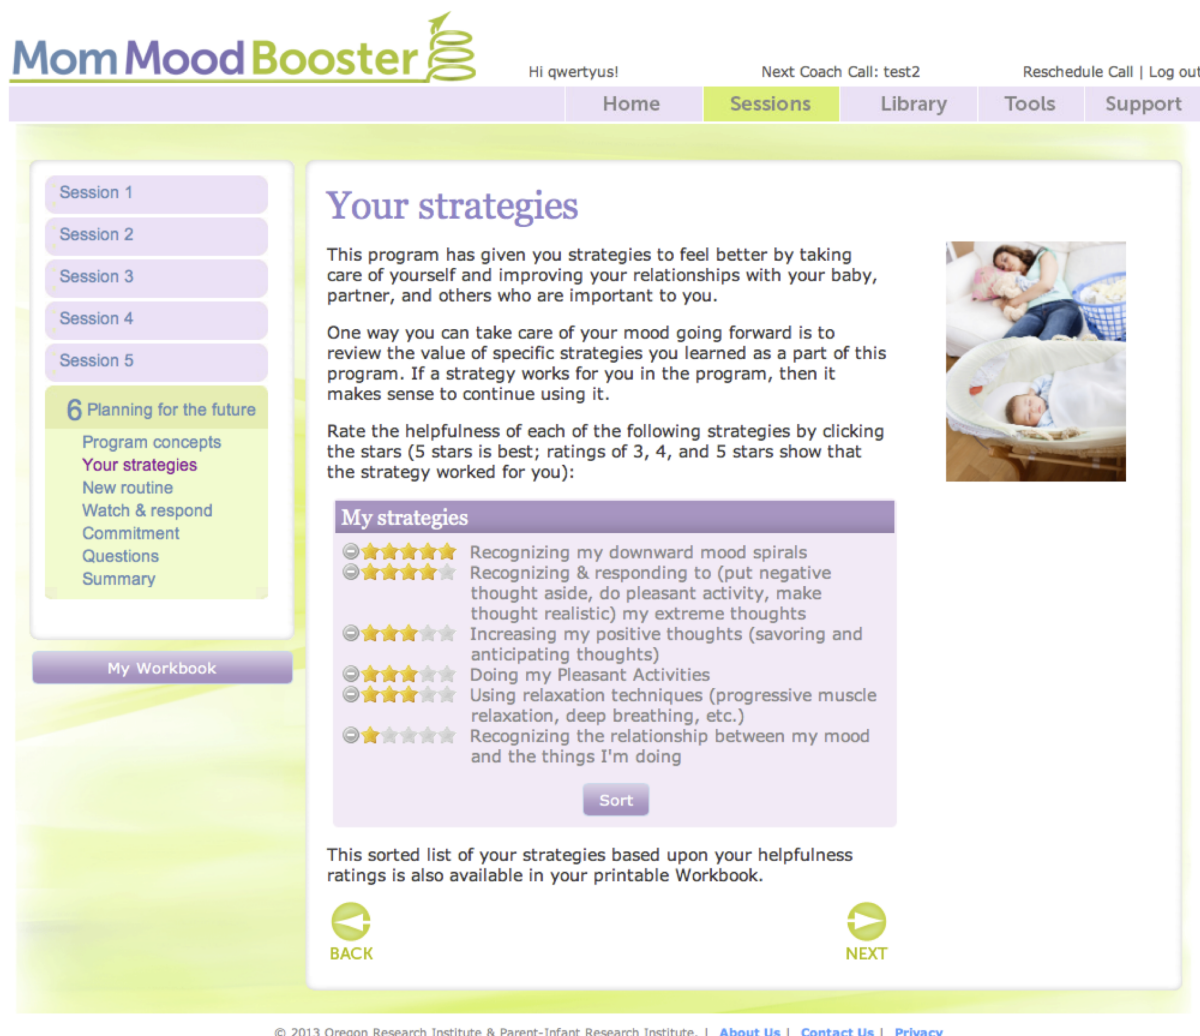 Mom Mood Booster
Hi qwertyus!
Next Coach Call: test2
Reschedule Call | Log out
Home
Sessions
Library
Tools
Support
Session 1
Session 2
Session 3
Session 4
Session 5
6 Planning for the future
Program concepts
Your strategies
New routine
Watch & respond
Commitment
Questions
Summary
My Workbook
Your strategies
This program has given you strategies to feel better by taking
care of yourself and improving your relationships with your baby,
partner, and others who are important to you.
One way you can take care of your mood going forward is to
review the value of specific strategies you learned as a part of this
program. If a strategy works for you in the program, then it
makes sense to continue using it.
Rate the helpfulness of each of the following strategies by clicking
the stars (5 stars is best; ratings of 3, 4, and 5 stars show that
the strategy worked for you):
My strategies
Recognizing my downward mood spirals
Recognizing & responding to (put negative
thought aside, do pleasant activity, make
thought realistic) my extreme thoughts
Increasing my positive thoughts (savoring and
anticipating thoughts)
Doing my Pleasant Activities
Using relaxation techniques (progressive muscle
relaxation, deep breathing, etc.)
Recognizing the relationship between my mood
and the things I'm doing
Sort
This sorted list of your strategies based upon your helpfulness
ratings is also available in your printable Workbook.
BACK
NEXT
© 2013 Oregon Research Institute & Parent-Infant Research Institute. | About Us | Contact Us | Privacy